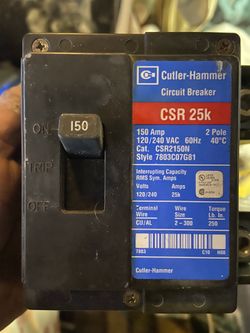 Cutler-Hammer
Circuit Breaker
CSR 25k
ON
150
TRIP
OFF
150 Amp 2 Pole
120/240 VAC 60Hz 40°C
Cat. CSR2150N
Style 7803C07G81
Interrupting Capacity
RMS Sym. Amps
Volts Amps
120/240 25k
Terminal Wire Torque
Wire Size Lb. In.
CU/AL 2-300 250
7803 C10
Cutler-Hammer